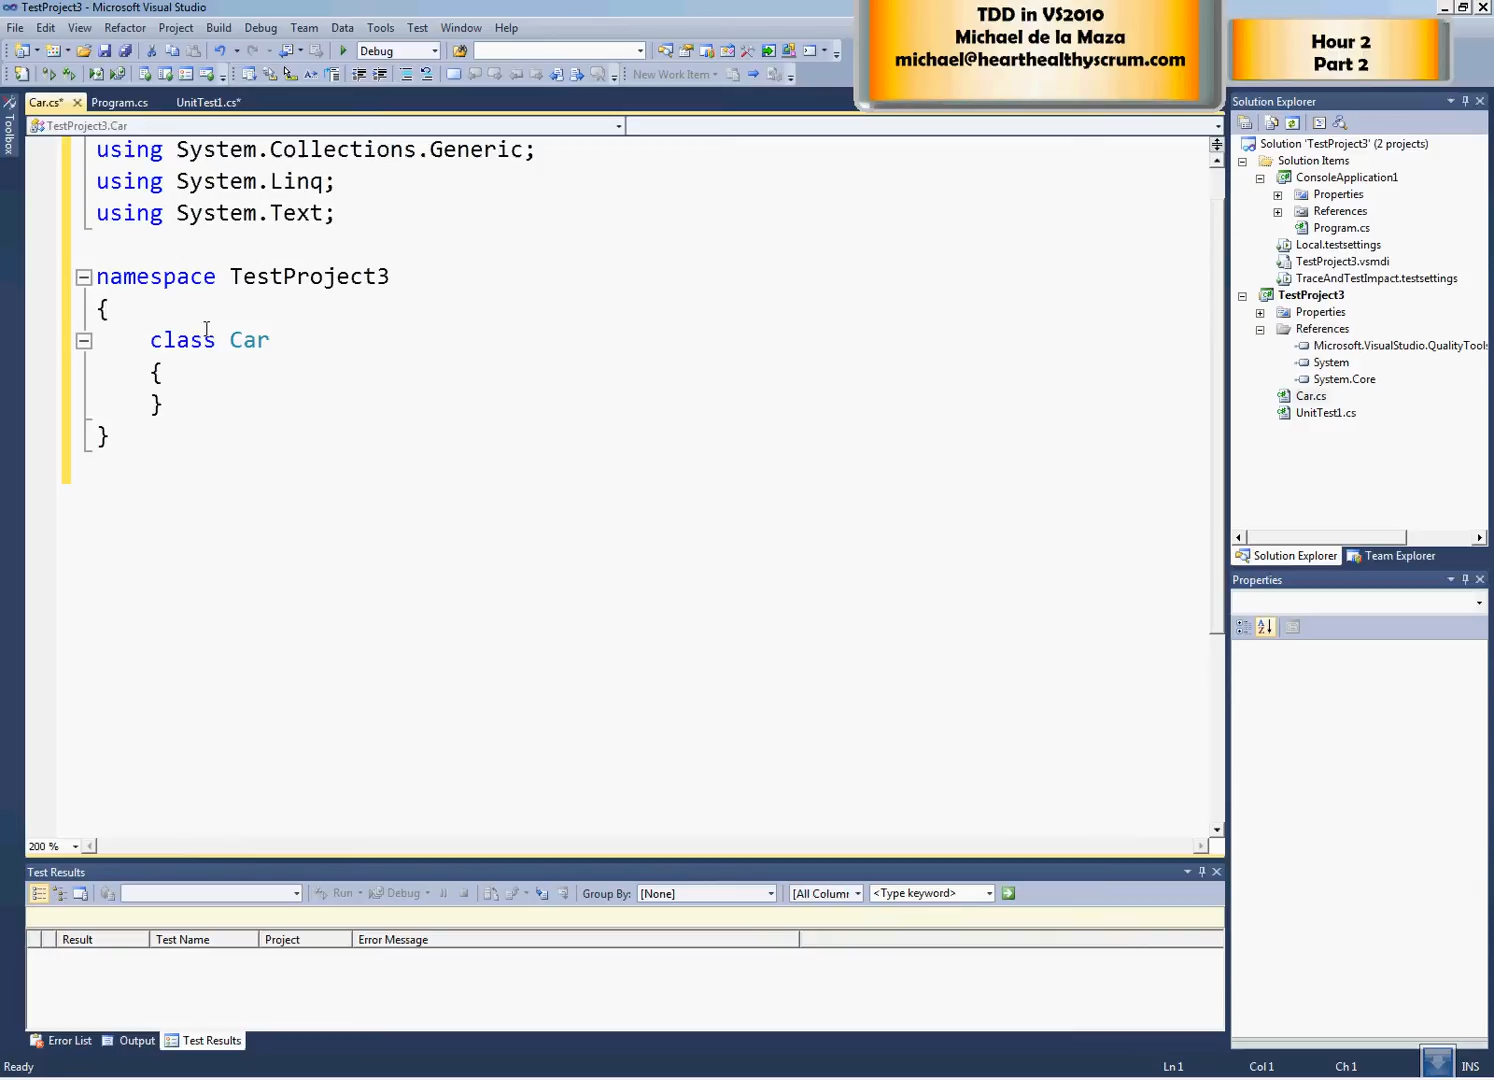 TestProject3 - Microsoft Visual Studio
TDD in VS2010
Michael de la Maza
michael@hearthealthyscrum.com
Hour 2
Part 2
File Edit View Refactor Project Build Debug Team Data Tools Test Window Help
Debug
New Work Item
Car.cs* Program.cs UnitTest1.cs*
TestProject3.Car
Toolbox
using System.Collections.Generic;
using System.Linq;
using System.Text;
namespace TestProject3
{
class Car
{
}
}
200 %
Solution Explorer
Solution 'TestProject3' (2 projects)
Solution Items
ConsoleApplication1
Properties
References
Program.cs
Local.testsettings
TestProject3.vsmdi
TraceAndTestImpact.testsettings
TestProject3
Properties
References
Microsoft.VisualStudio.QualityTools
System
System.Core
Car.cs
UnitTest1.cs
Solution Explorer Team Explorer
Properties
Test Results
Run Debug Group By: [None] [All Column <Type keyword>
Result Test Name Project Error Message
Error List Output Test Results
Ready Ln 1 Col 1 Ch 1 INS